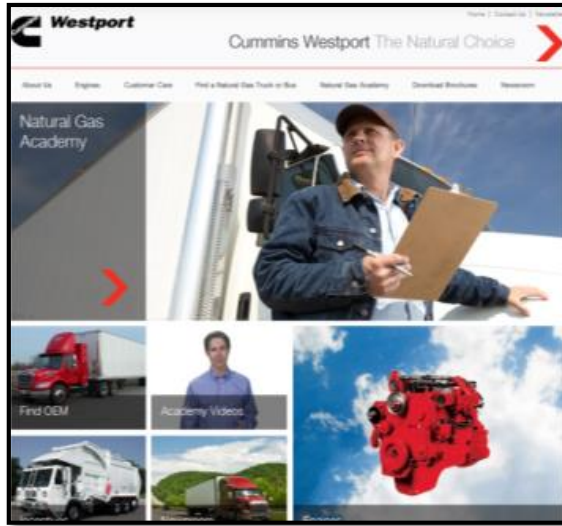 Home | Contact Us | Newsletter
Westport
Cummins Westport The Natural Choice
About Us Engines Customer Care Find a Natural Gas Truck or Bus Natural Gas Academy Download Brochures Newsroom
Natural Gas
Academy
Find OEM
Academy Videos